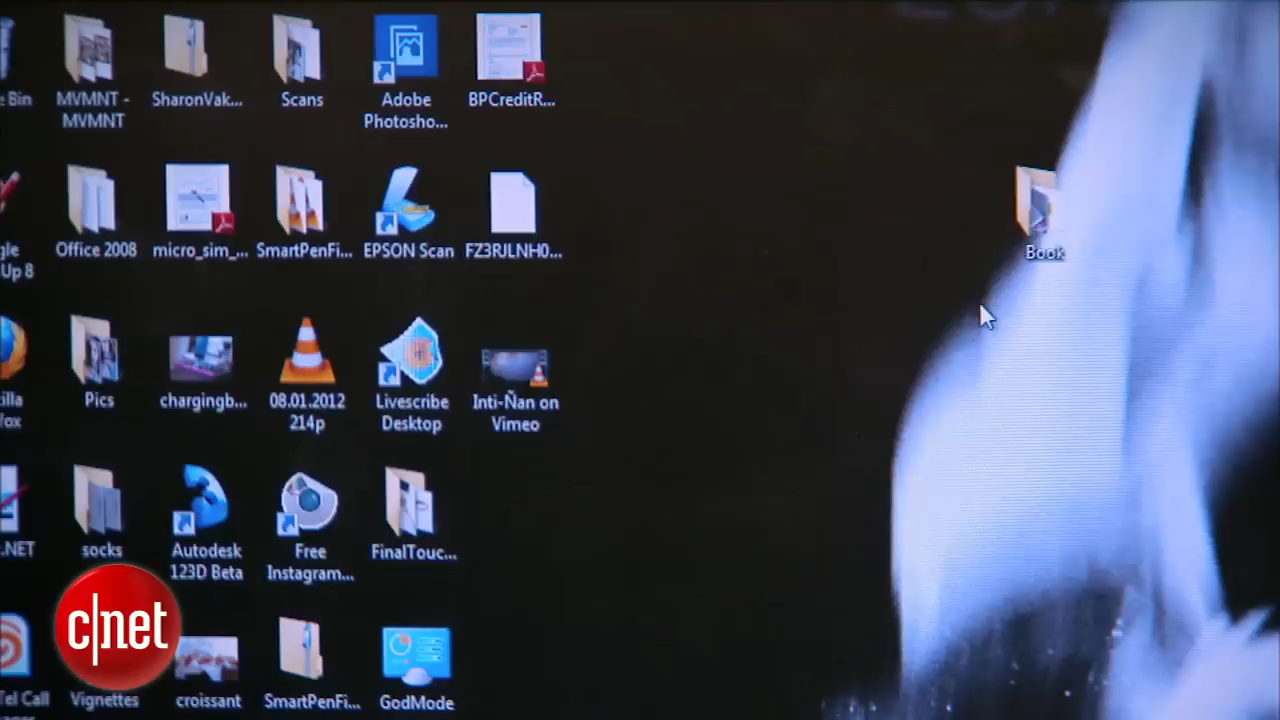 e Bin
MVMNT -
MVMNT
SharonVak...
Scans
Adobe
Photosho...
BPCreditR...
gle
Up 8
Office 2008
micro_sim_...
SmartPenFi...
EPSON Scan
FZ3RJLNH0...
Book
illa
fox
Pics
chargingb...
08.01.2012
214p
Livescribe
Desktop
Inti-Ñan on
Vimeo
.NET
socks
Autodesk
123D Beta
Free
Instagram...
FinalTouc...
c|net
Tel Call
Vignettes
croissant
SmartPenFi...
GodMode